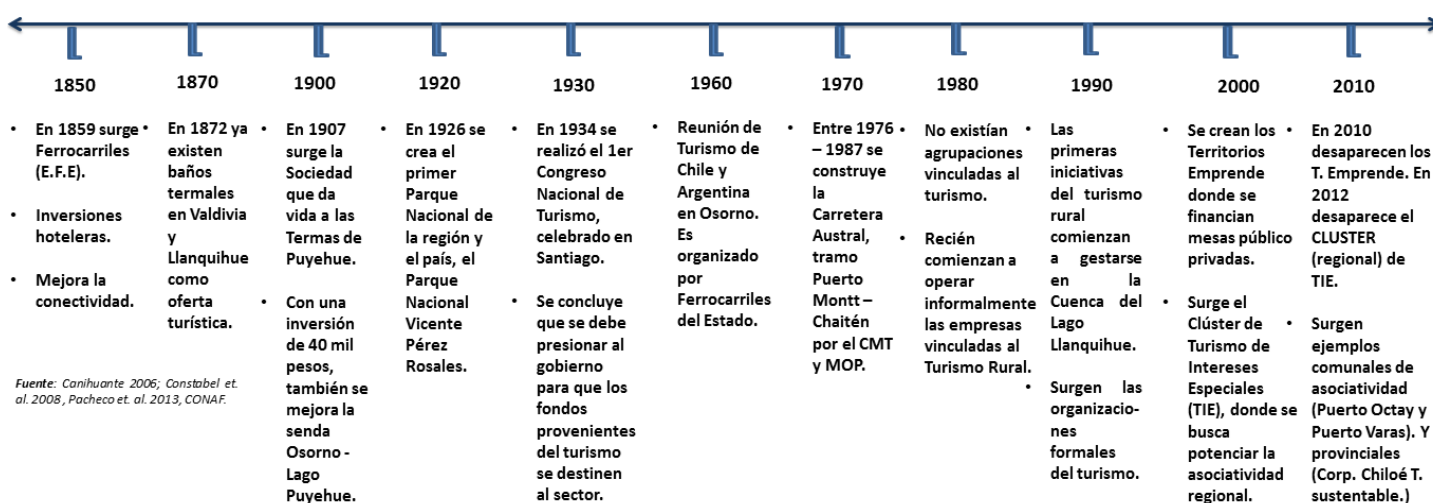 1850
En 1859 surge
Ferrocarriles
(E.F.E).
Inversiones
hoteleras.
Mejora la
conectividad.
Fuente: Canihuante 2006; Constabel et.
al. 2008, Pacheco et. al. 2013, CONAF.
1870
En 1872 ya
existen
baños
termales
en Valdivia
y
Llanquihue
como
oferta
turística.
1900
En 1907
surge la
Sociedad
que da
vida a las
Termas de
Puyehue.
Con una
inversión
de 40 mil
pesos,
también se
mejora la
senda
Osorno -
Lago
Puyehue.
1920
En 1926 se
crea el
primer
Parque
Nacional de
la región y
el país, el
Parque
Nacional
Vicente
Pérez
Rosales.
1930
En 1934 se
realizó el 1er
Congreso
Nacional de
Turismo,
celebrado en
Santiago.
Se concluye
que se debe
presionar al
gobierno
para que los
fondos
provenientes
del turismo
se destinen
al sector.
1960
Reunión de
Turismo de
Chile y
Argentina
en Osorno.
Es
organizado
por
Ferrocarriles
del Estado.
1970
Entre 1976
– 1987 se
construye
la
Carretera
Austral,
tramo
Puerto
Montt –
Chaitén
por el CMT
y MOP.
1980
No existían
agrupaciones
vinculadas al
turismo.
Recién
comienzan a
operar
informalmente
las empresas
vinculadas al
Turismo Rural.
1990
Las
primeras
iniciativas
del turismo
rural
comienzan
a gestarse
en la
Cuenca del
Lago
Llanquihue.
Surgen las
organizacio-
nes
formales
del turismo.
2000
Se crean los
Territorios
Emprende
donde se
financian
mesas público
privadas.
Surge el
Clúster de
Turismo de
Intereses
Especiales
(TIE), donde se
busca
potenciar la
asociatividad
regional.
2010
En 2010
desaparecen los
T. Emprende. En
2012
desaparece el
CLUSTER
(regional) de
TIE.
Surgen
ejemplos
comunales de
asociatividad
(Puerto Octay y
Puerto Varas). Y
provinciales
(Corp. Chiloé T.
sustentable.)